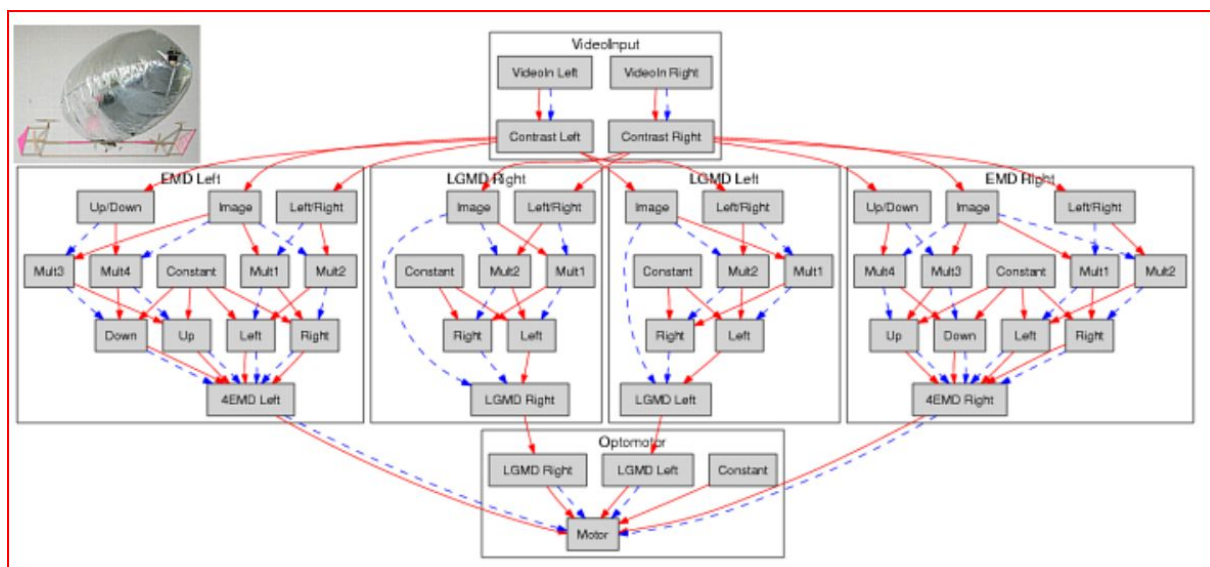 VideoInput
VideoIn Left VideoIn Right
Contrast Left Contrast Right
EMD Left LGMD Right LGMD Left EMD Right
Up/Down Image Left/Right Image Left/Right Image Left/Right Up/Down Image Left/Right
Mult3 Mult4 Constant Mult1 Mult2 Constant Mult2 Mult1 Constant Mult2 Mult1 Mult4 Mult3 Constant Mult1 Mult2
Down Up Left Right Right Left Right Left Up Down Left Right
4EMD Left LGMD Right LGMD Left 4EMD Right
Optomotor
LGMD Right LGMD Left Constant
Motor